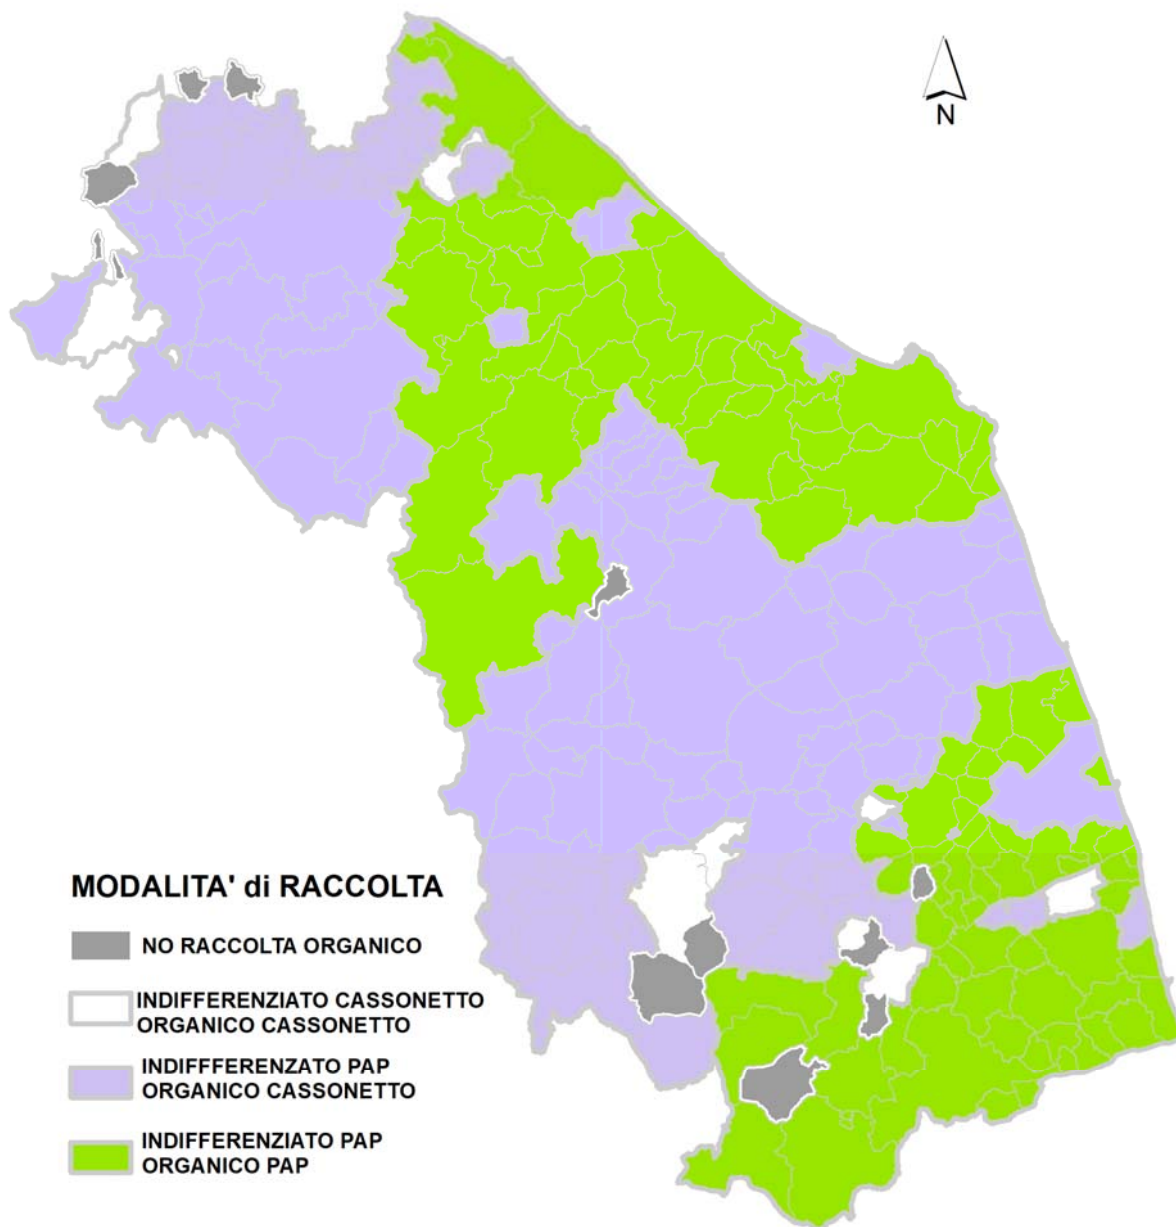 N
MODALITA' di RACCOLTA
NO RACCOLTA ORGANICO
INDIFFERENZIATO CASSONETTO
ORGANICO CASSONETTO
INDIFFFERENZATO PAP
ORGANICO CASSONETTO
INDIFFERENZIATO PAP
ORGANICO PAP